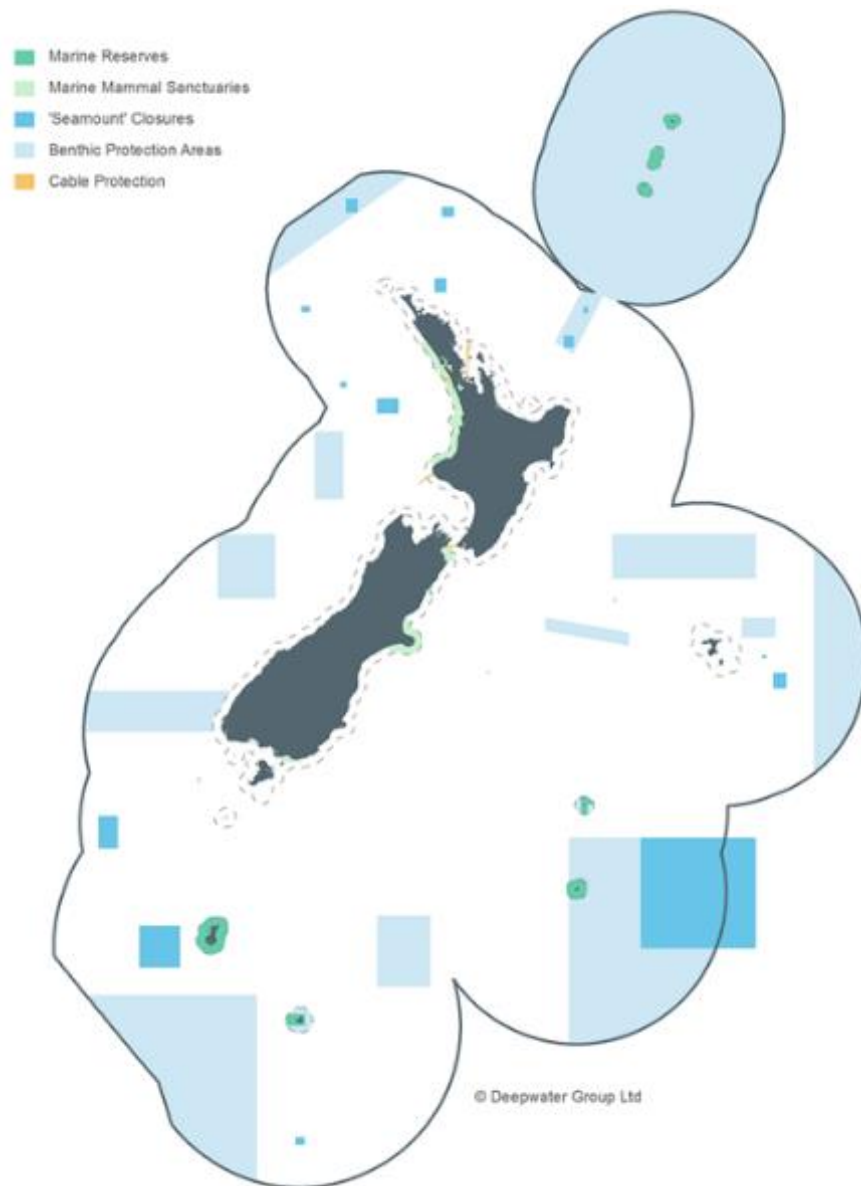 Marine Reserves
Marine Mammal Sanctuaries
'Seamount' Closures
Benthic Protection Areas
Cable Protection
© Deepwater Group Ltd